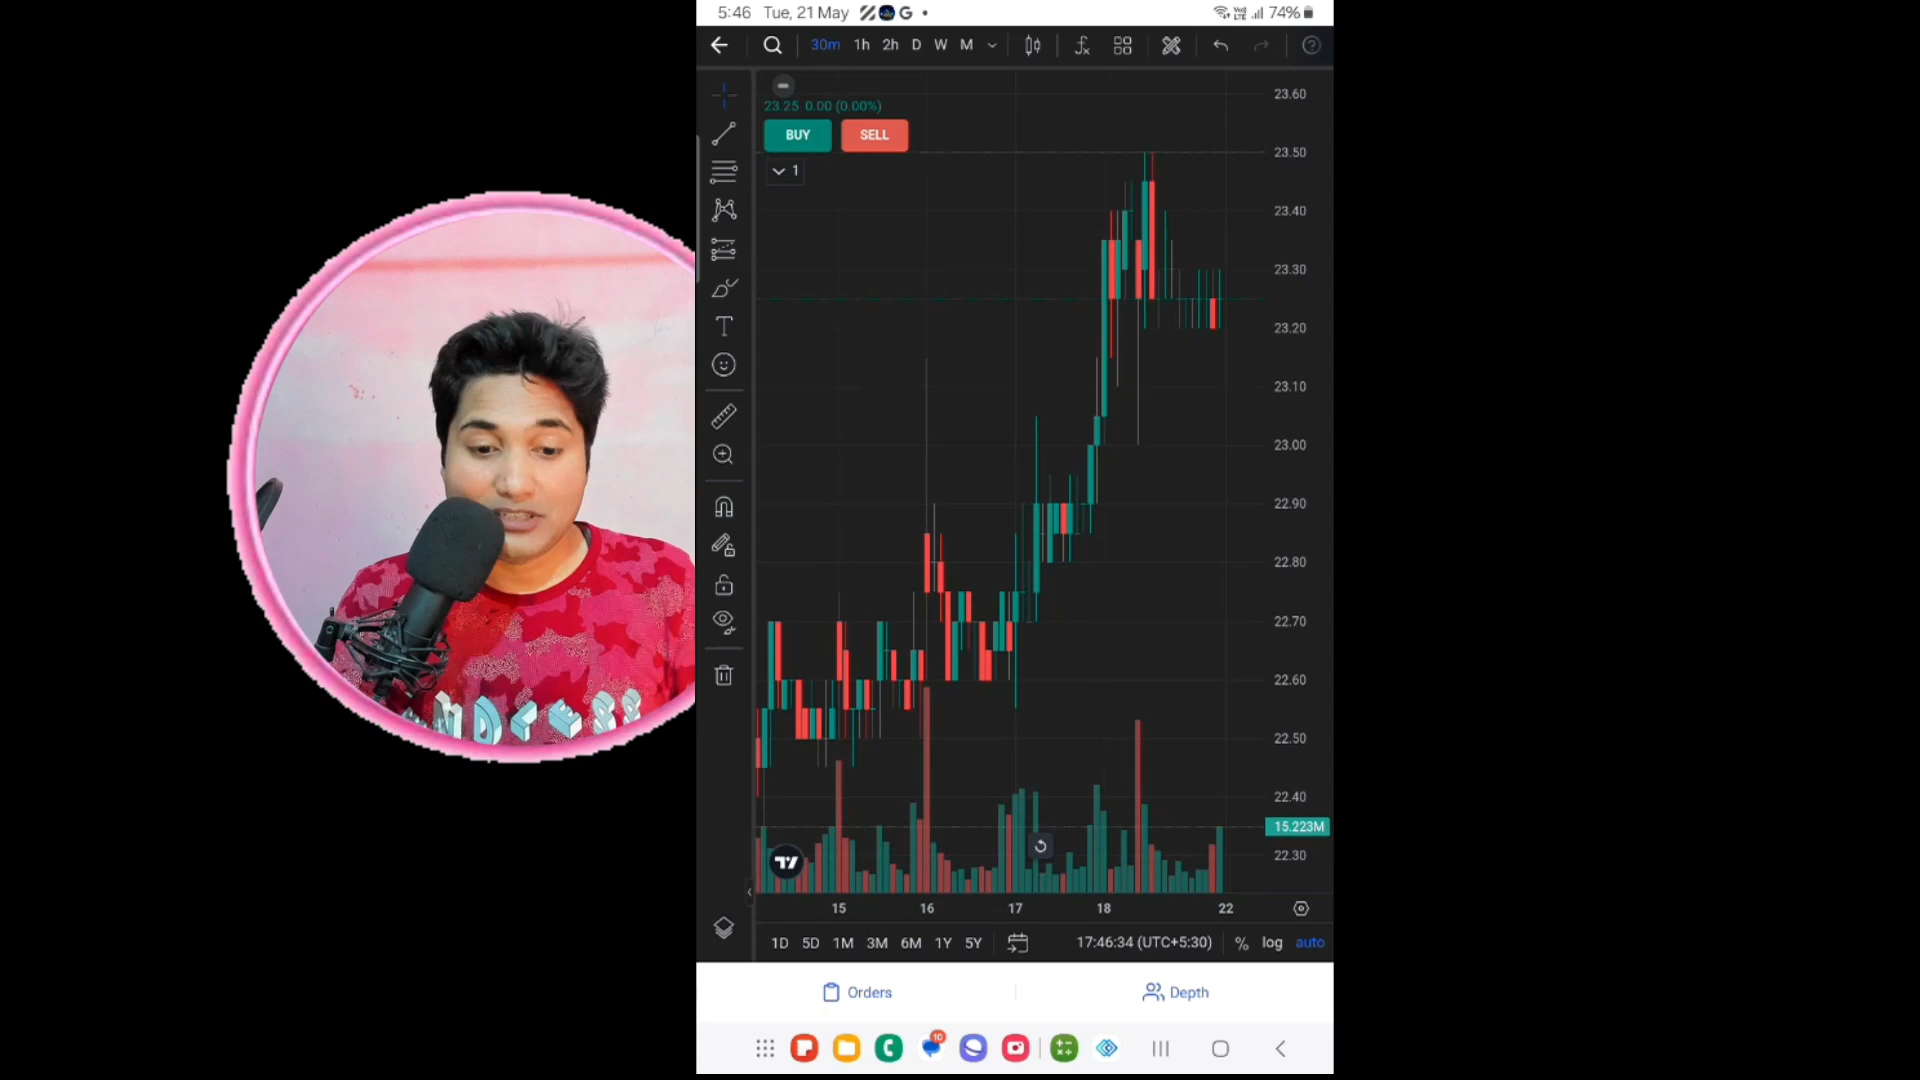 5:46 Tue, 21 May G • Vo) LTE 74%
30m 1h 2h D W M
23.25 0.00 (0.00%)
BUY SELL
1
23.60
23.50
23.40
23.30
23.20
23.10
23.00
22.90
22.80
22.70
22.60
22.50
22.40
15.223M
22.30
15 16 17 18 22
1D 5D 1M 3M 6M 1Y 5Y 17:46:34 (UTC+5:30) % log auto
Orders Depth
10